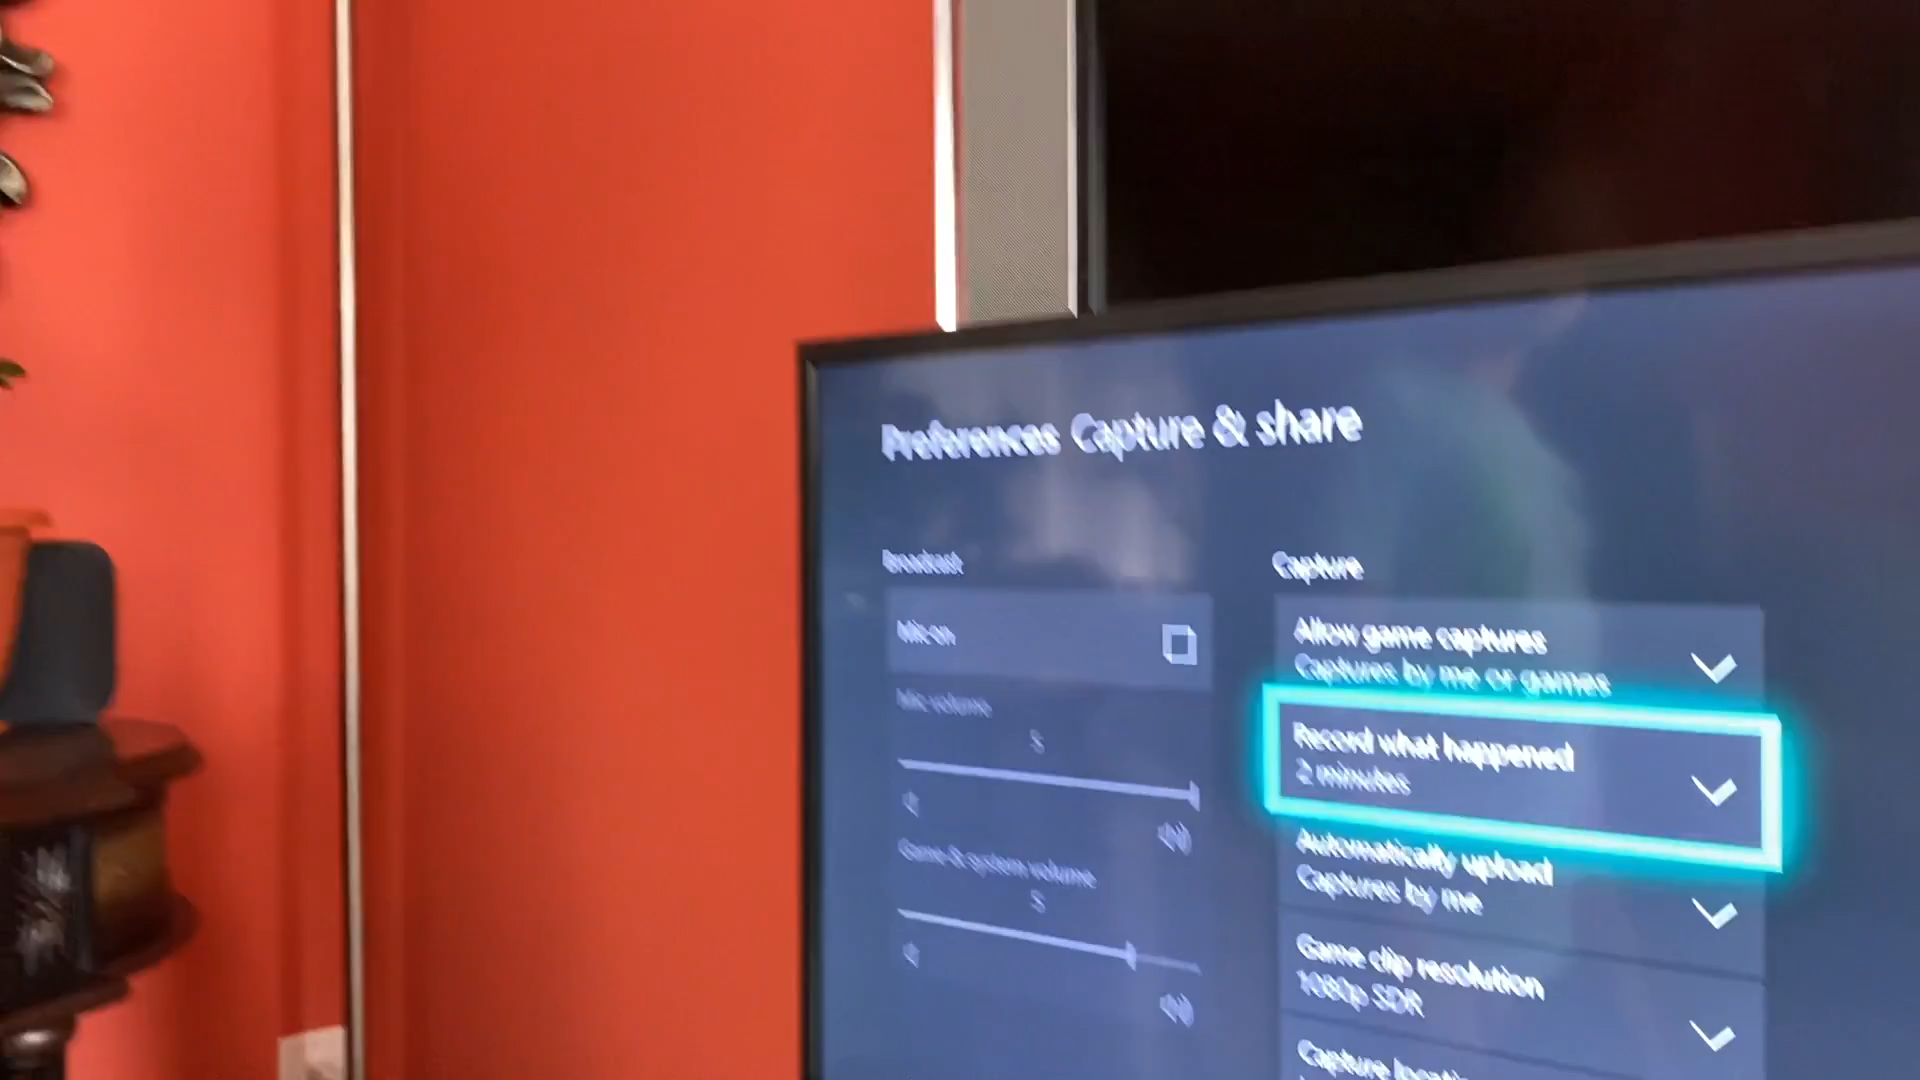 Preferences Capture & share
Broadcast
Mic on
Mic volume
5
Game & system volume
5
Capture
Allow game captures
Captures by me or games
Record what happened
2 minutes
Automatically upload
Captures by me
Game clip resolution
1080p SDR
Capture